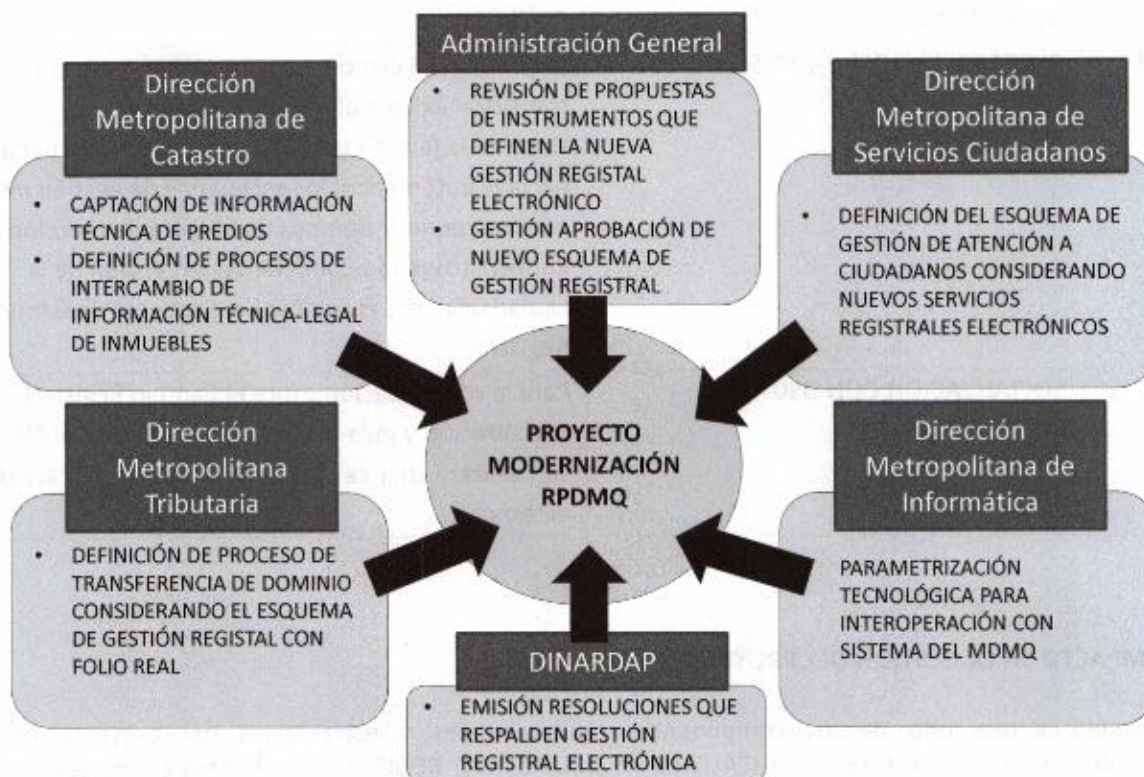 Administración General
• REVISIÓN DE PROPUESTAS
DE INSTRUMENTOS QUE
DEFINEN LA NUEVA
GESTIÓN REGISTAL
ELECTRÓNICO
GESTIÓN APROBACIÓN DE
NUEVO ESQUEMA DE
GESTIÓN REGISTRAL
Dirección
Metropolitana de
Catastro
• CAPTACIÓN DE INFORMACIÓN
TÉCNICA DE PREDIOS
• DEFINICIÓN DE PROCESOS DE
INTERCAMBIO DE
INFORMACIÓN TÉCNICA-LEGAL
DE INMUEBLES
Dirección
Metropolitana de
Servicios Ciudadanos
• DEFINICIÓN DEL ESQUEMA DE
GESTIÓN DE ATENCIÓN A
CIUDADANOS CONSIDERANDO
NUEVOS SERVICIOS
REGISTRALES ELECTRÓNICOS
PROYECTO
MODERNIZACIÓN
RPDMQ
Dirección
Metropolitana
Tributaria
• DEFINICIÓN DE PROCESO DE
TRANSFERENCIA DE DOMINIO
CONSIDERANDO EL ESQUEMA
DE GESTIÓN REGISTAL CON
FOLIO REAL
Dirección
Metropolitana de
Informática
PARAMETRIZACIÓN
TECNOLÓGICA PARA
INTEROPERACIÓN CON
SISTEMA DEL MDMQ
DINARDAP
• EMISIÓN RESOLUCIONES QUE
RESPALDEN GESTIÓN
REGISTRAL ELECTRÓNICA